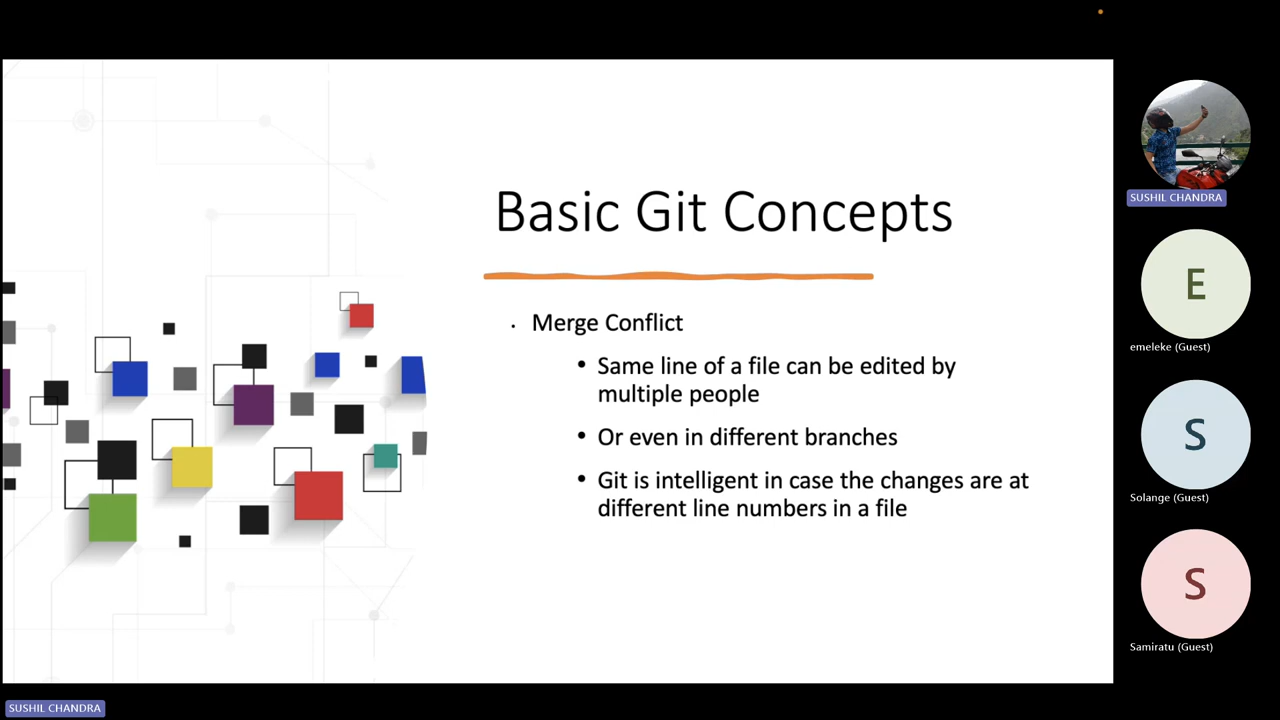 Basic Git Concepts
Merge Conflict
Same line of a file can be edited by
multiple people
Or even in different branches
Git is intelligent in case the changes are at
different line numbers in a file
SUSHIL CHANDRA
E
emeleke (Guest)
S
Solange (Guest)
S
Samiratu (Guest)
SUSHIL CHANDRA